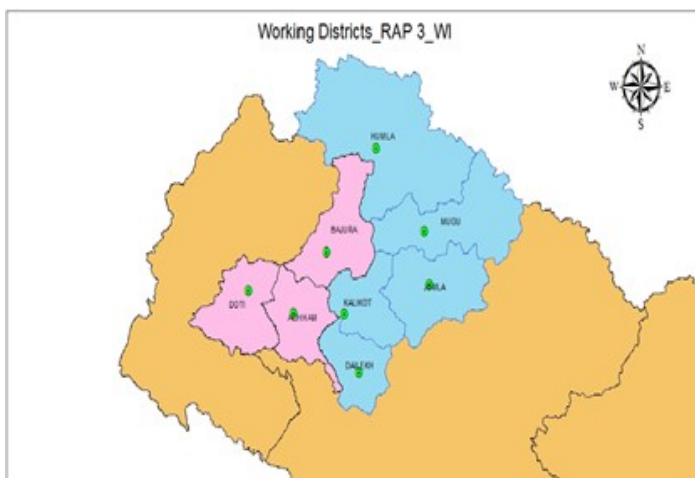 Working Districts_RAP 3_WI
N
W E
S
HUMLA
MUGU
BAJURA
JUMLA
DOTI
ACHHAM
KALIKOT
DAILEKH